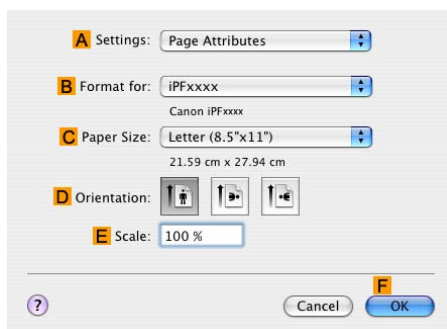 A Settings: Page Attributes
B Format for: iPFxxxx
Canon iPFxxxx
C Paper Size: Letter (8.5"x11")
21.59 cm x 27.94 cm
D Orientation:
E Scale: 100 %
F
? Cancel OK